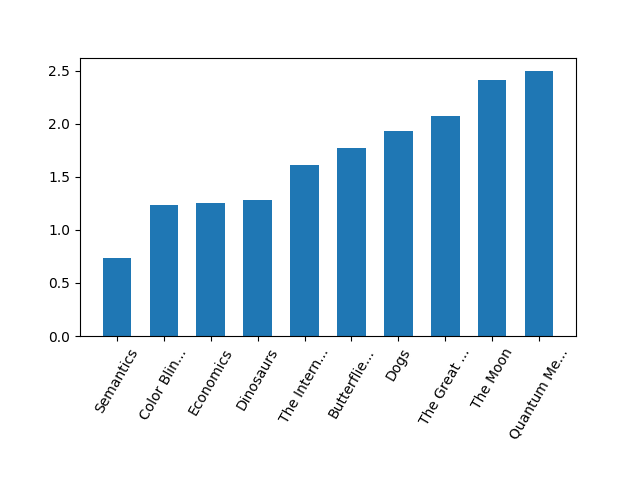 2.5
2.0
1.5
1.0
0.5
0.0
Semantics
Color Blin...
Economics
Dinosaurs
The Intern...
Butterflie...
Dogs
The Great ...
The Moon
Quantum Me...